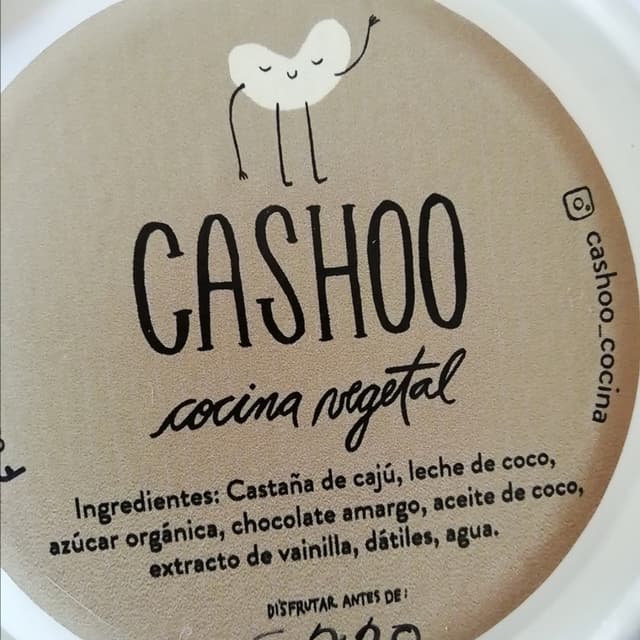 CASHOO
cocina vegetal
cashoo_cocina
Ingredientes: Castaña de cajú, leche de coco,
azúcar orgánica, chocolate amargo, aceite de coco,
extracto de vainilla, dátiles, agua.
DISFRUTAR ANTES DE: